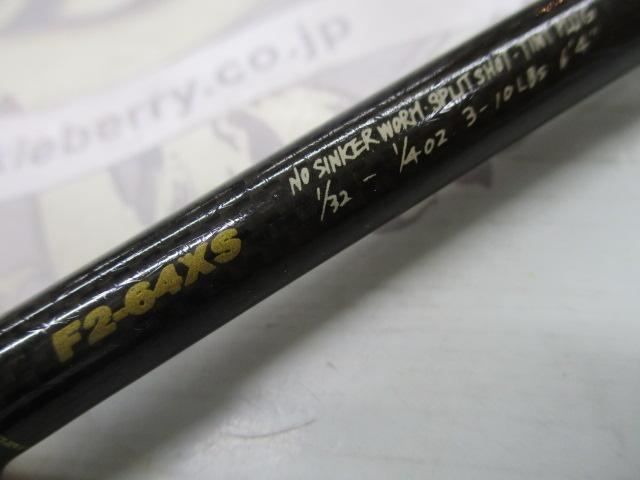 NO SINKER WORM·SPLIT SHOT·TINY PLUG
1/32 - 1/4 oz 3-10 LBS 6'4"
F2-64XS
eberry.co.jp